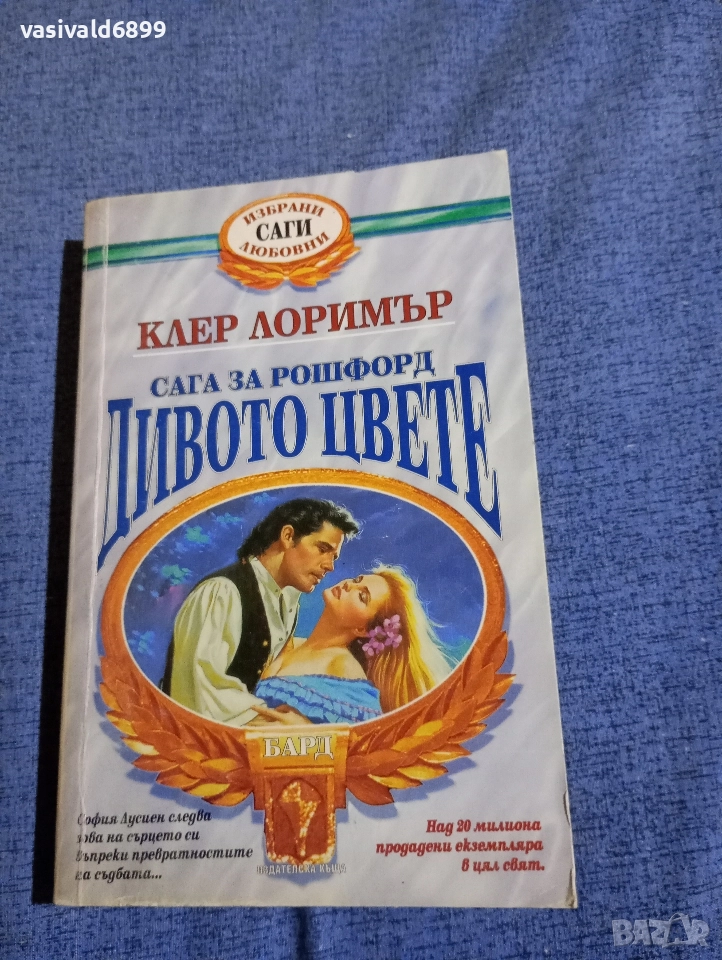 vasivald6899
ИЗБРАНИ
САГИ
ЛЮБОВНИ
КЛЕР ЛОРИМЪР
САГА ЗА РОШФОРД
ДИВОТО ЦВЕТЕ
БАРД
ИЗДАТЕЛСКА КЪЩА
София Лусиен следва
зова на сърцето си
въпреки превратностите
на съдбата...
Над 20 милиона
продадени екземпляра
в цял свят.
BAZAR